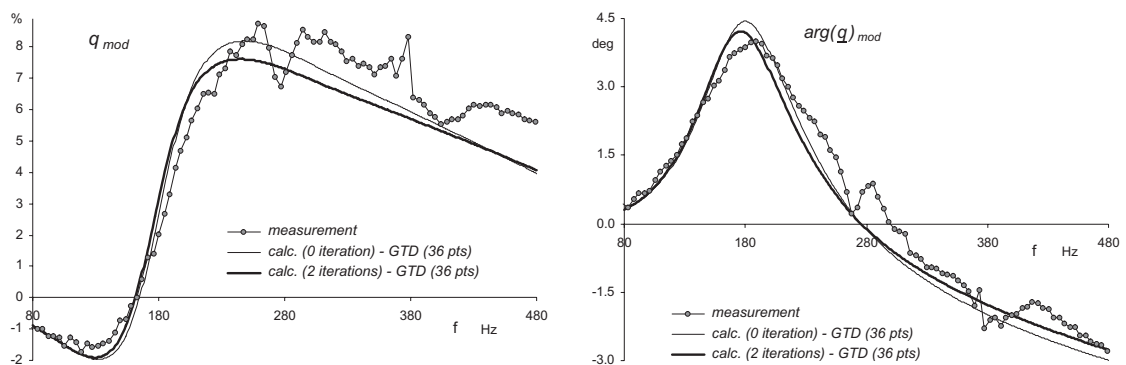 %
8
7
6
5
4
3
2
1
0
-1
-2
q mod
measurement
calc. (0 iteration) - GTD (36 pts)
calc. (2 iterations) - GTD (36 pts)
80 180 280 380 480
f Hz
4.5
deg
3.0
1.5
0.0
-1.5
-3.0
arg(q) mod
80 180 280 380 480
f Hz
measurement
calc. (0 iteration) - GTD (36 pts)
calc. (2 iterations) - GTD (36 pts)